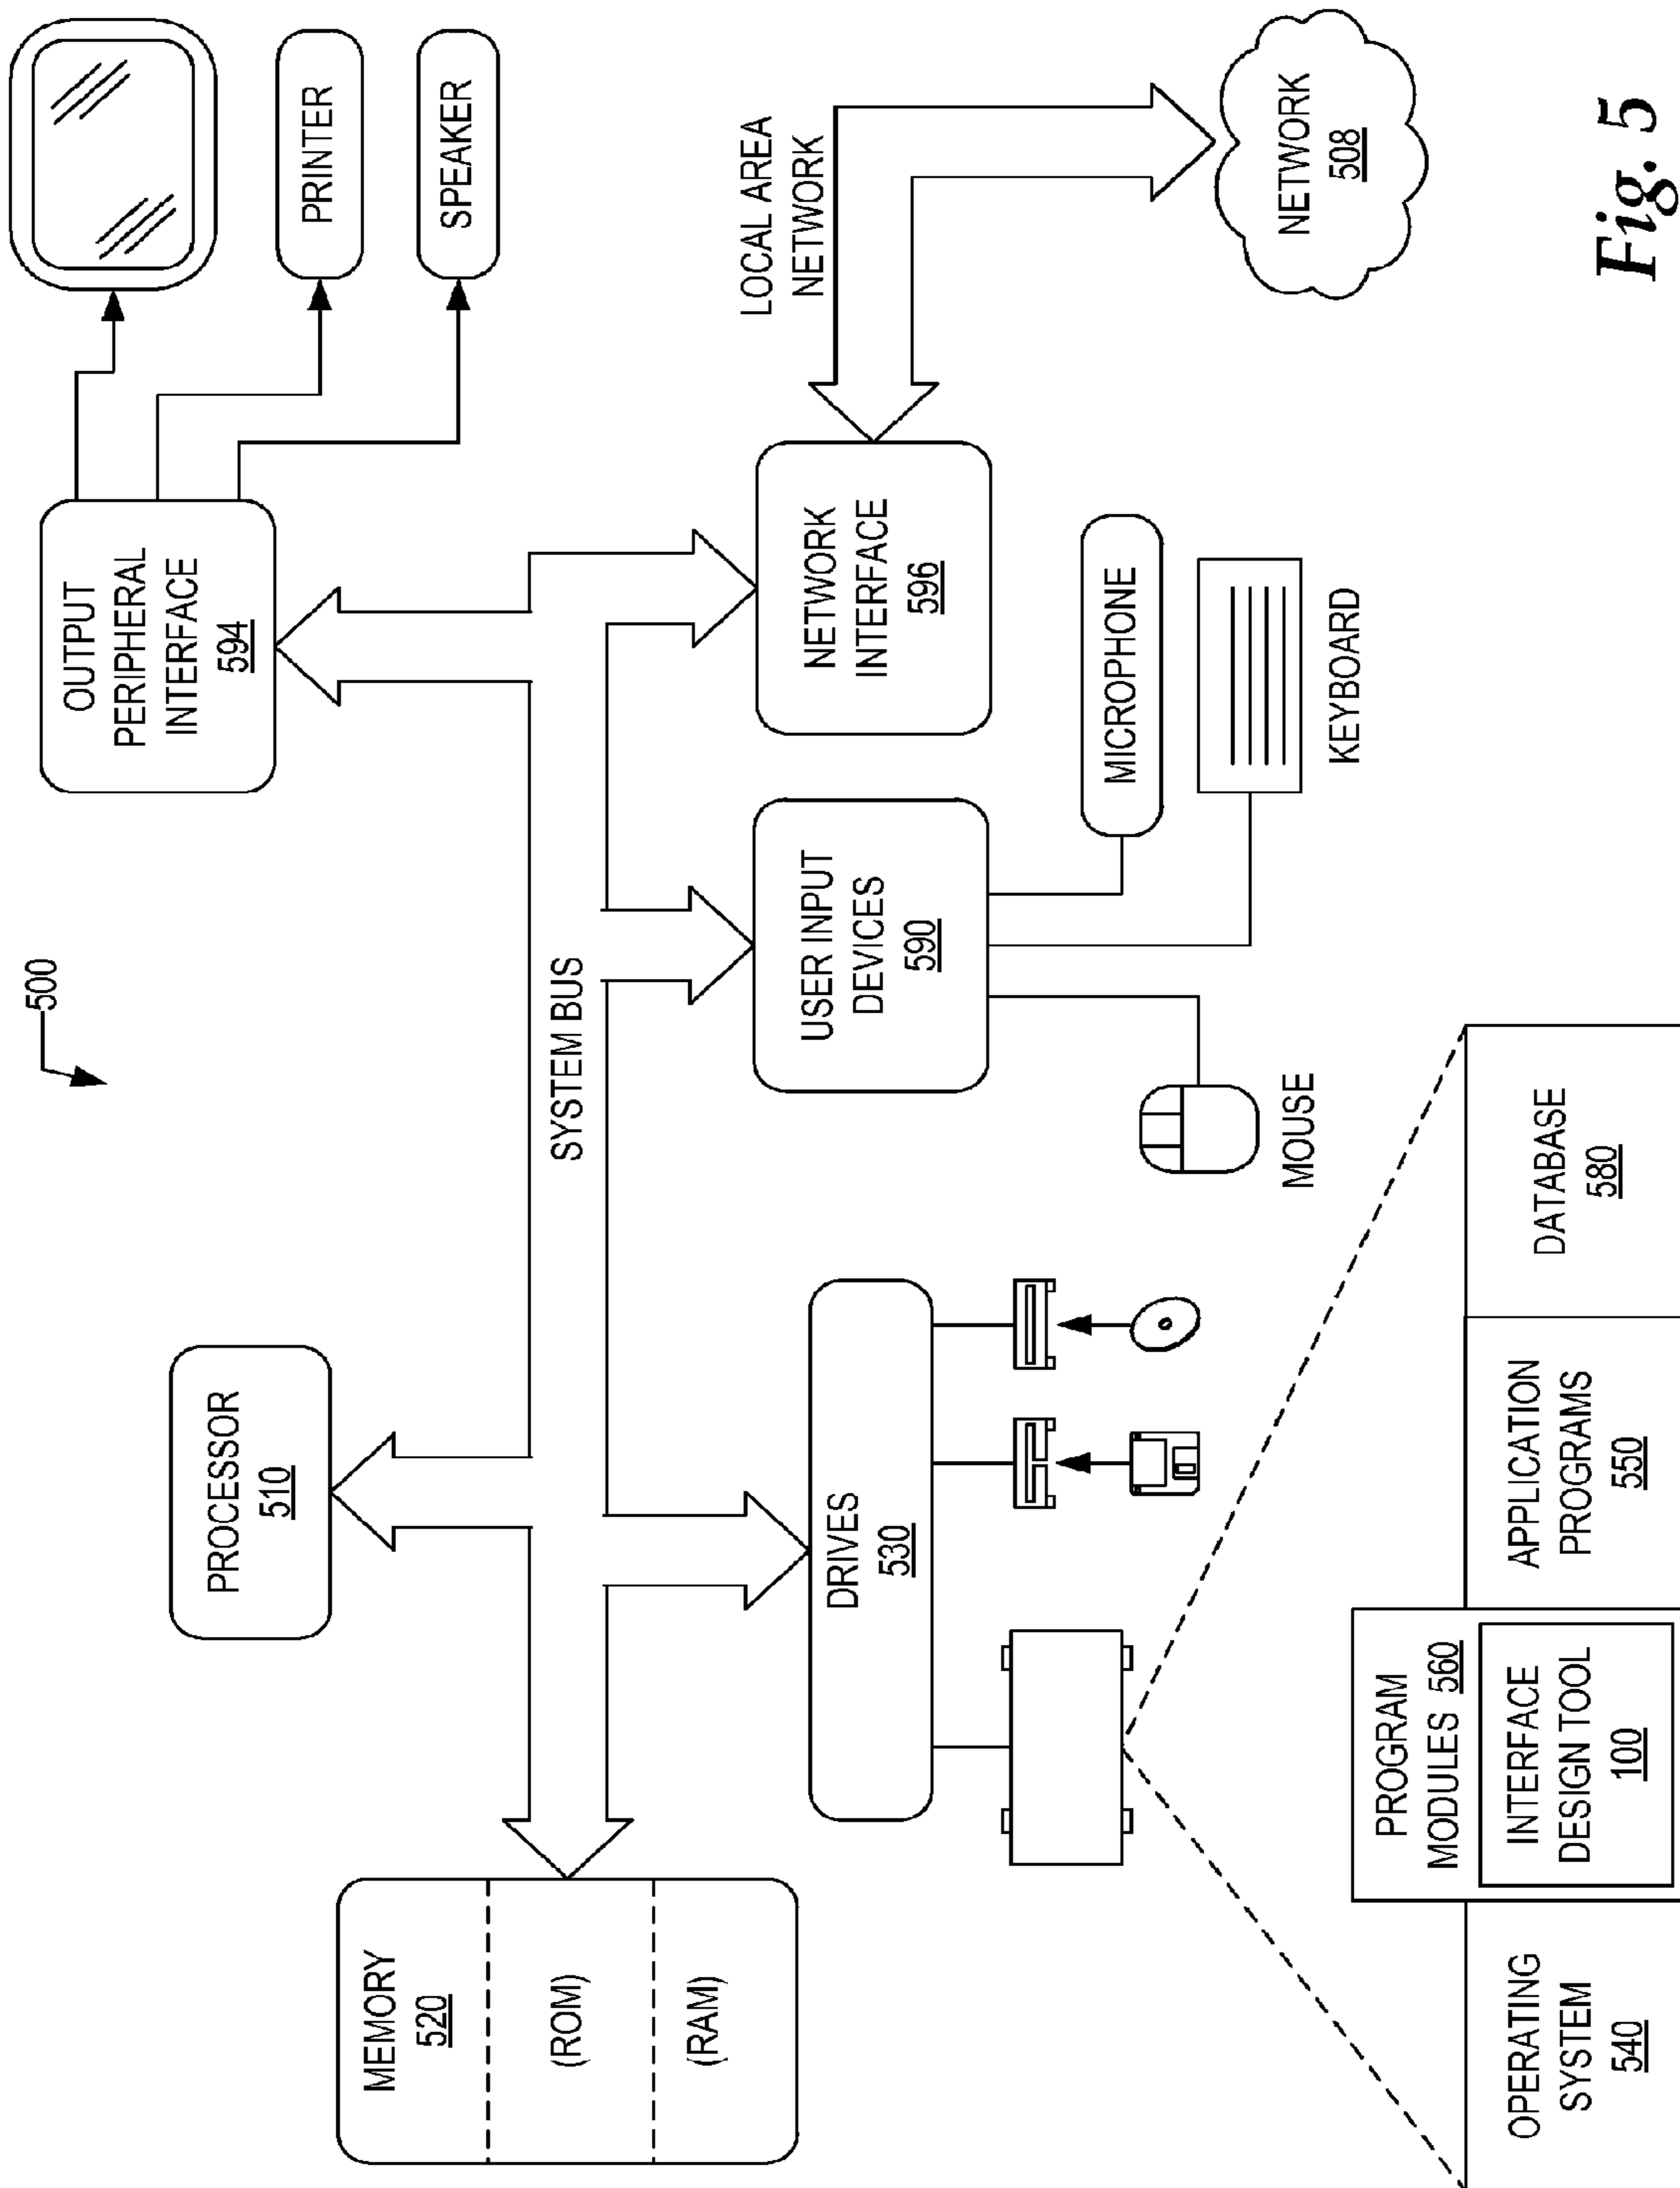 500
PROCESSOR
510
OUTPUT
PERIPHERAL
INTERFACE
594
PRINTER
SPEAKER
MEMORY
520
(ROM)
(RAM)
SYSTEM BUS
LOCAL AREA
NETWORK
DRIVES
530
USER INPUT
DEVICES
590
NETWORK
INTERFACE
596
NETWORK
508
MOUSE
MICROPHONE
KEYBOARD
OPERATING
SYSTEM
540
PROGRAM
MODULES 560
INTERFACE
DESIGN TOOL
100
APPLICATION
PROGRAMS
550
DATABASE
580
Fig. 5